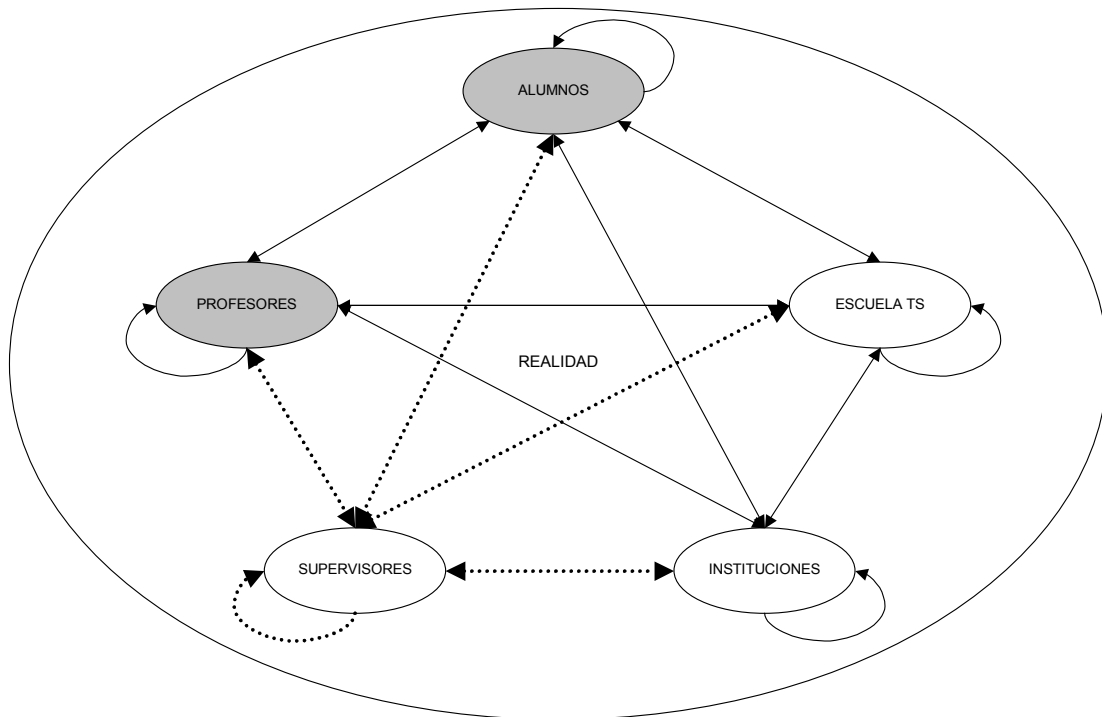 ALUMNOS
PROFESORES
ESCUELA TS
REALIDAD
SUPERVISORES
INSTITUCIONES